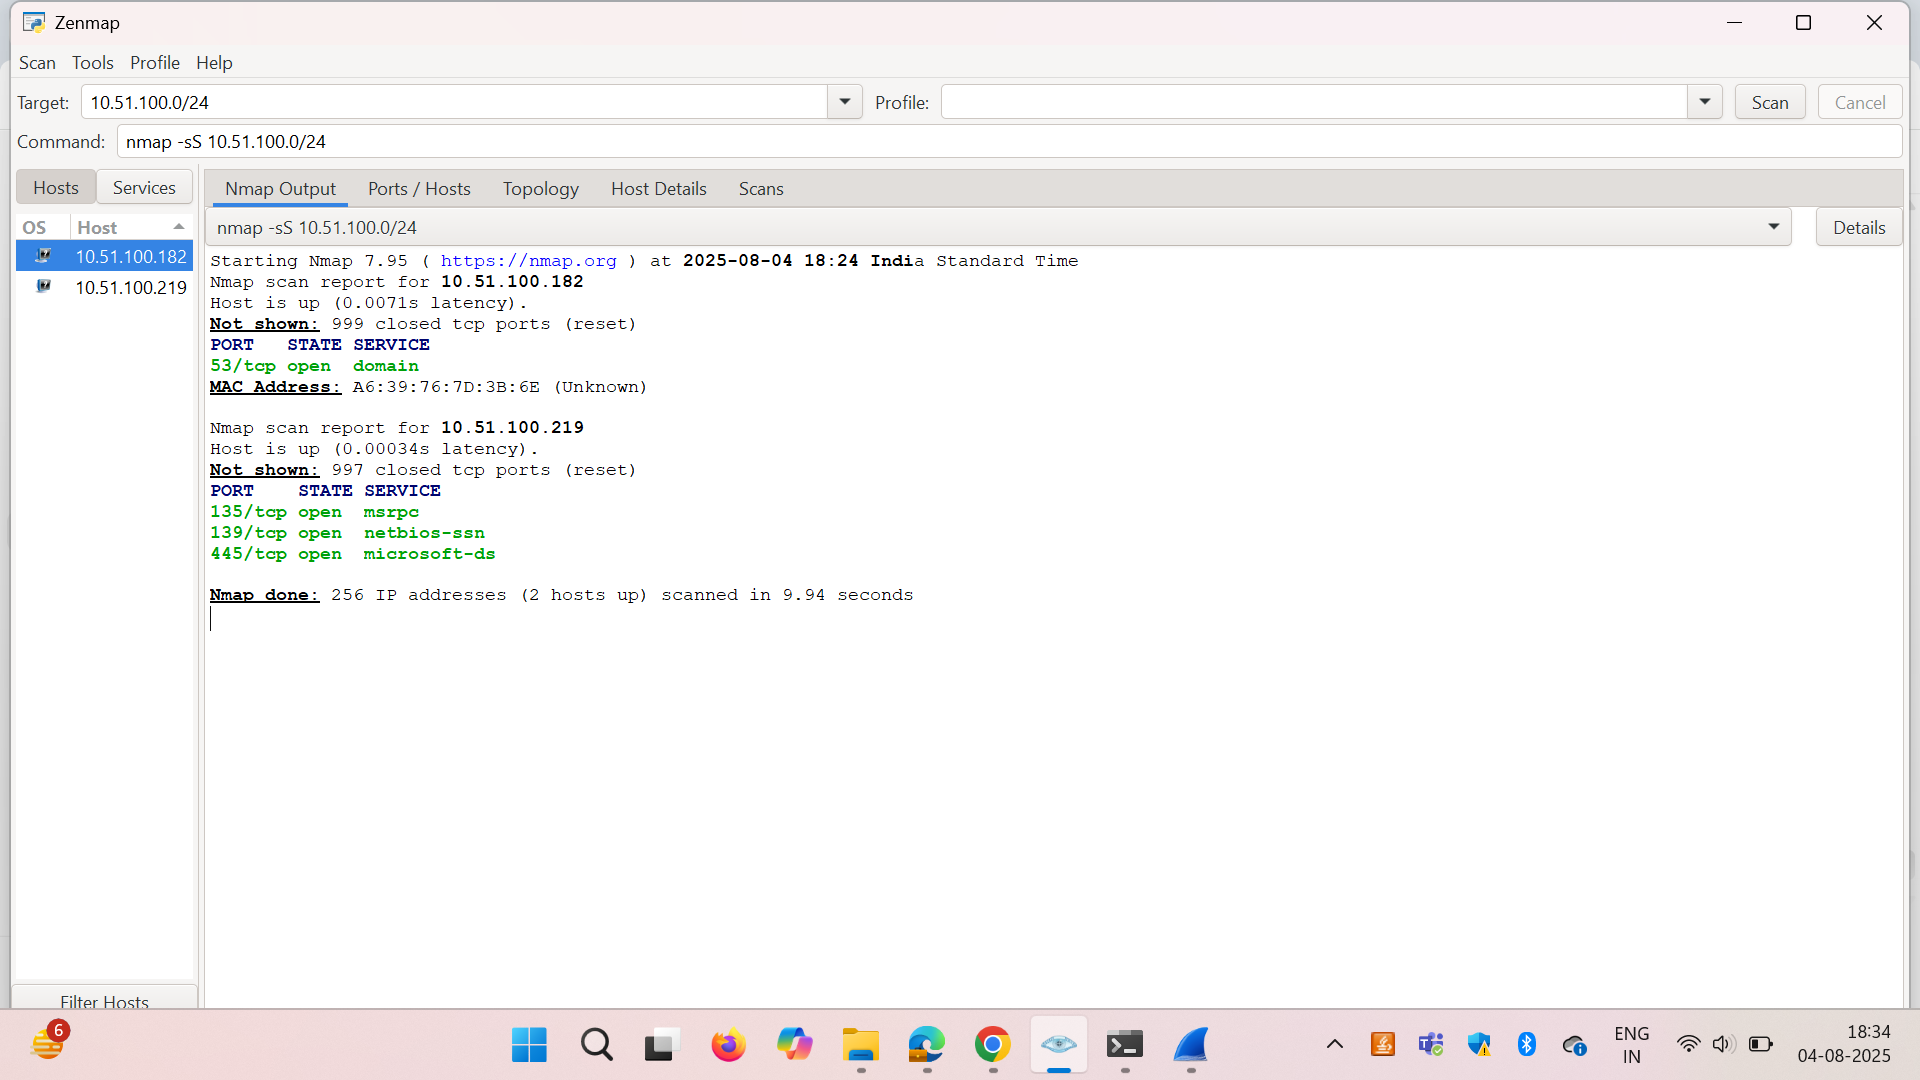 Zenmap
Scan Tools Profile Help
Target: 10.51.100.0/24 Profile: Scan Cancel
Command: nmap -sS 10.51.100.0/24
Hosts Services Nmap Output Ports / Hosts Topology Host Details Scans
OS Host nmap -sS 10.51.100.0/24 Details
10.51.100.182
10.51.100.219
Starting Nmap 7.95 ( https://nmap.org ) at 2025-08-04 18:24 India Standard Time
Nmap scan report for 10.51.100.182
Host is up (0.0071s latency).
Not shown: 999 closed tcp ports (reset)
PORT STATE SERVICE
53/tcp open domain
MAC Address: A6:39:76:7D:3B:6E (Unknown)
Nmap scan report for 10.51.100.219
Host is up (0.00034s latency).
Not shown: 997 closed tcp ports (reset)
PORT STATE SERVICE
135/tcp open msrpc
139/tcp open netbios-ssn
445/tcp open microsoft-ds
Nmap done: 256 IP addresses (2 hosts up) scanned in 9.94 seconds
Filter Hosts
6
ENG
IN
18:34
04-08-2025